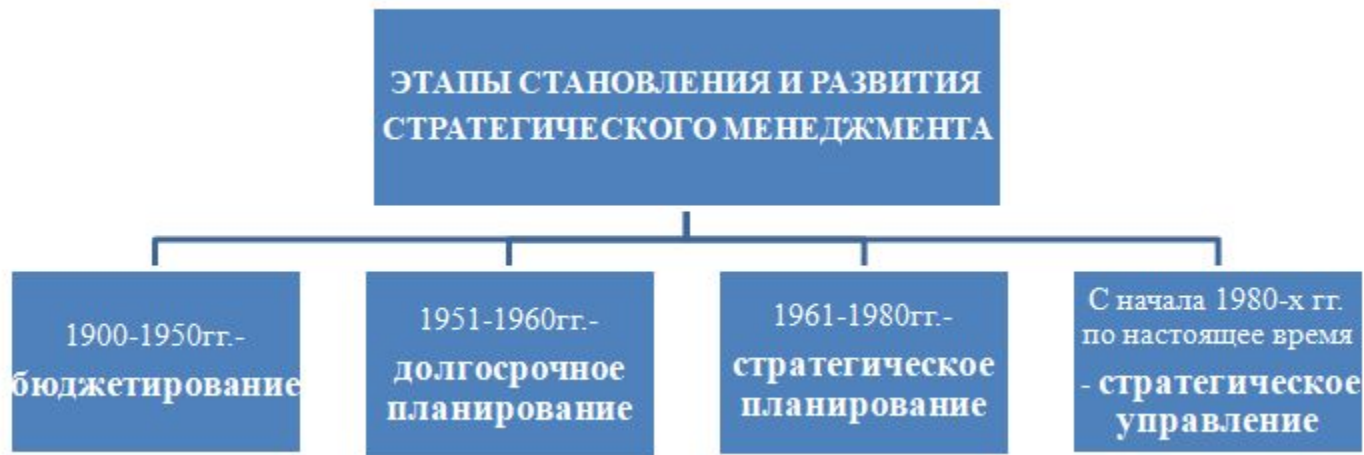 ЭТАПЫ СТАНОВЛЕНИЯ И РАЗВИТИЯ
СТРАТЕГИЧЕСКОГО МЕНЕДЖМЕНТА
1900-1950гг.-
бюджетирование
1951-1960гг.-
долгосрочное
планирование
1961-1980гг.-
стратегическое
планирование
С начала 1980-х гг.
по настоящее время
- стратегическое
управление